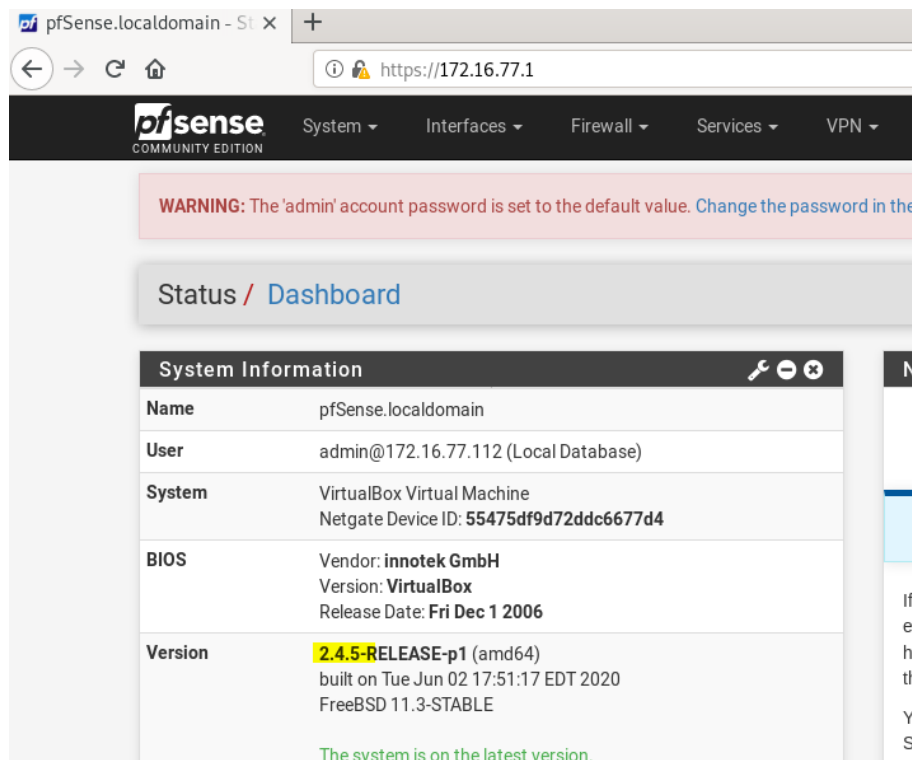 pfSense.localdomain - St
https://172.16.77.1
pfsense
COMMUNITY EDITION
System Interfaces Firewall Services VPN
WARNING: The 'admin' account password is set to the default value. Change the password in the
Status / Dashboard
System Information
N
Name pfSense.localdomain
User admin@172.16.77.112 (Local Database)
System VirtualBox Virtual Machine
Netgate Device ID: 55475df9d72ddc6677d4
BIOS Vendor: innotek GmbH
Version: VirtualBox
Release Date: Fri Dec 1 2006
Version 2.4.5-RELEASE-p1 (amd64)
built on Tue Jun 02 17:51:17 EDT 2020
FreeBSD 11.3-STABLE
The system is on the latest version.
If
e
h
th
Y
S